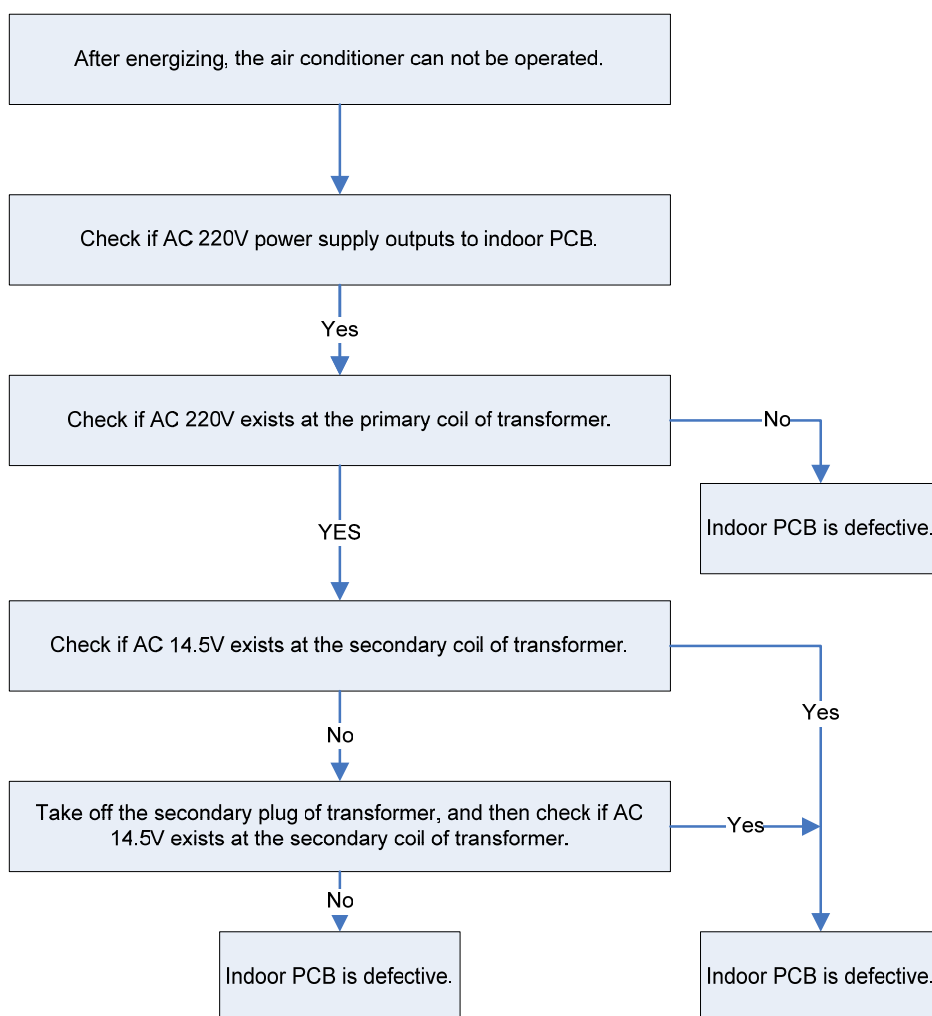 After energizing, the air conditioner can not be operated.
Check if AC 220V power supply outputs to indoor PCB.
Yes
Check if AC 220V exists at the primary coil of transformer.
No
Indoor PCB is defective.
YES
Check if AC 14.5V exists at the secondary coil of transformer.
Yes
No
Take off the secondary plug of transformer, and then check if AC
14.5V exists at the secondary coil of transformer.
Yes
No
Indoor PCB is defective.
Indoor PCB is defective.